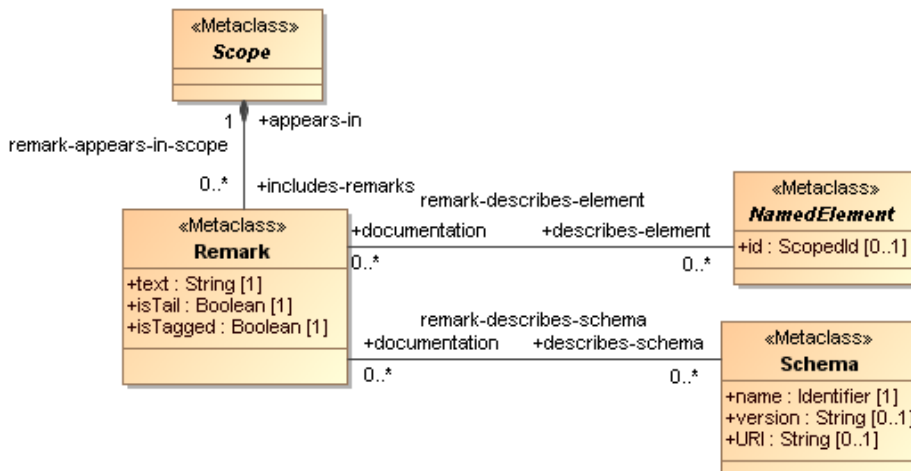 «Metaclass»
Scope
1 +appears-in
remark-appears-in-scope
0..* +includes-remarks
remark-describes-element
«Metaclass»
Remark
+text : String [1]
+isTail : Boolean [1]
+isTagged : Boolean [1]
+documentation +describes-element
0..* 0..*
«Metaclass»
NamedElement
+id : ScopedId [0..1]
remark-describes-schema
+documentation +describes-schema
0..* 0..*
«Metaclass»
Schema
+name : Identifier [1]
+version : String [0..1]
+URI : String [0..1]